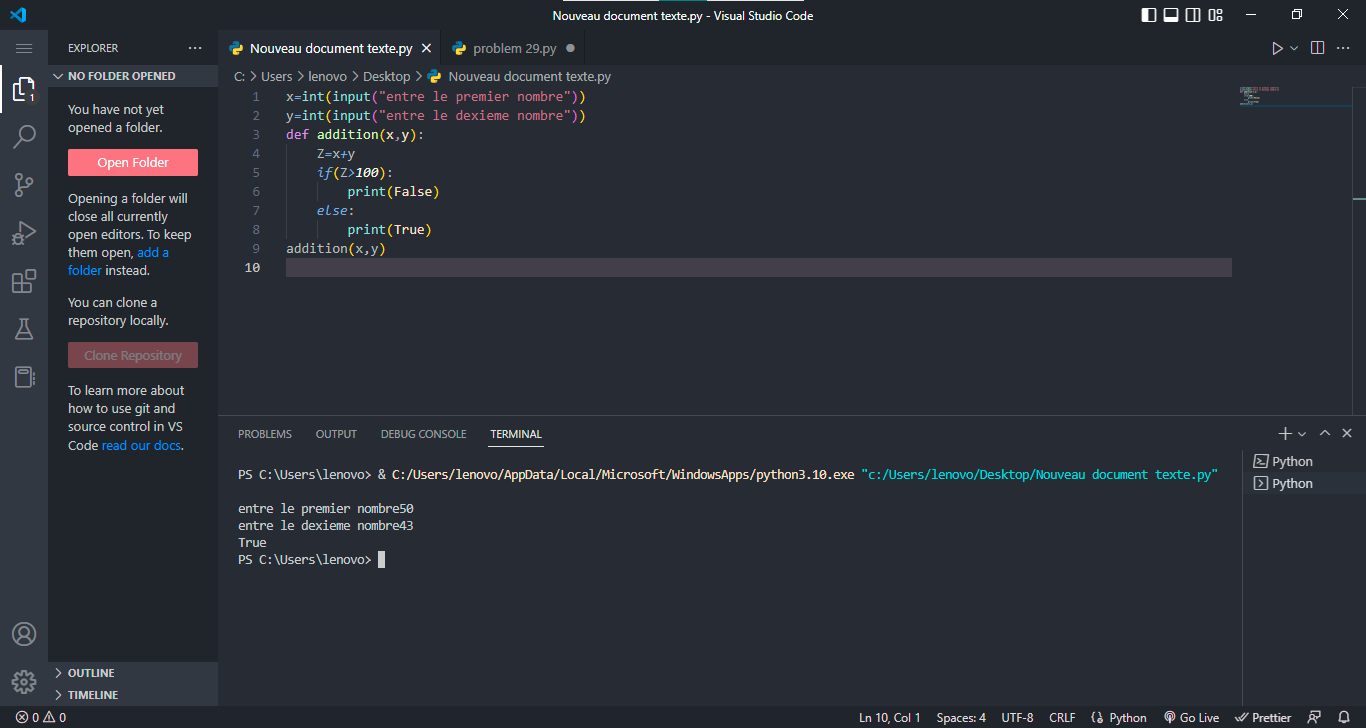 Nouveau document texte.py - Visual Studio Code
EXPLORER
NO FOLDER OPENED
You have not yet
opened a folder.
Open Folder
Opening a folder will
close all currently
open editors. To keep
them open, add a
folder instead.
You can clone a
repository locally.
Clone Repository
To learn more about
how to use git and
source control in VS
Code read our docs.
OUTLINE
TIMELINE
1
Nouveau document texte.py
problem 29.py
C: > Users > lenovo > Desktop > Nouveau document texte.py
1 x=int(input("entre le premier nombre"))
2 y=int(input("entre le dexieme nombre"))
3 def addition(x,y):
4     Z=x+y
5     if(Z>100):
6         print(False)
7     else:
8         print(True)
9 addition(x,y)
10
PROBLEMS OUTPUT DEBUG CONSOLE TERMINAL
PS C:\Users\lenovo> & C:/Users/lenovo/AppData/Local/Microsoft/WindowsApps/python3.10.exe "c:/Users/lenovo/Desktop/Nouveau document texte.py"
entre le premier nombre50
entre le dexieme nombre43
True
PS C:\Users\lenovo>
Python
Python
0 0
Ln 10, Col 1 Spaces: 4 UTF-8 CRLF Python Go Live Prettier